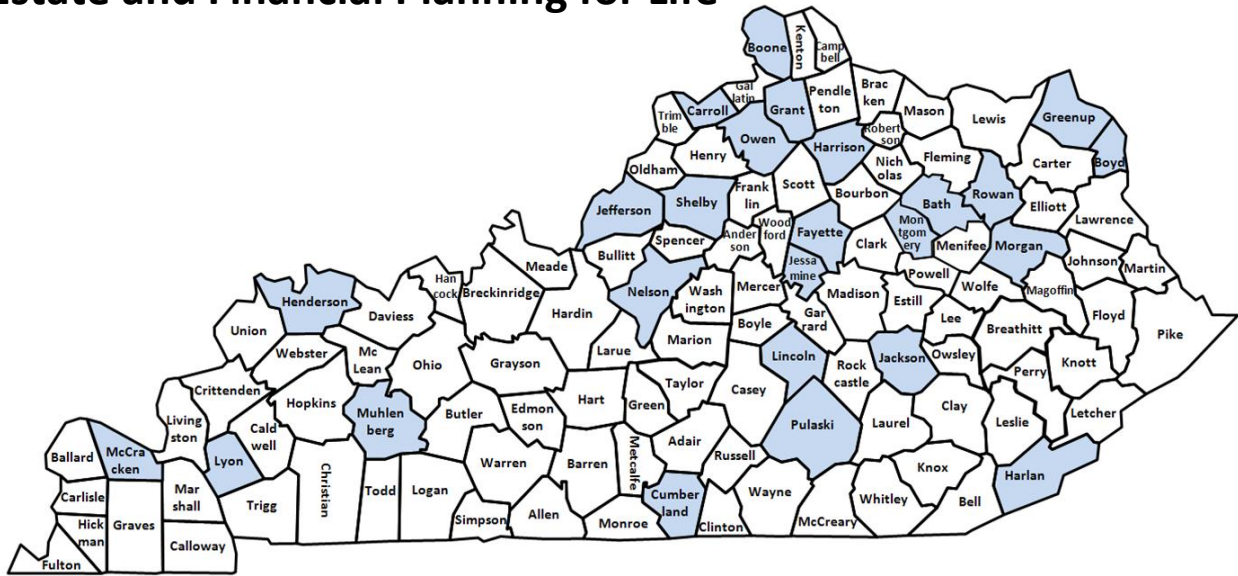 Estate and Financial Planning for Life
Boone
Kenton
Camp
bell
Gal
latin
Carroll
Trim
ble
Grant
Pendle
ton
Brac
ken
Mason
Lewis
Greenup
Owen
Harrison
Robert
son
Henry
Oldham
Nich
olas
Fleming
Carter
Boyd
Scott
Frank
lin
Bourbon
Bath
Rowan
Elliott
Lawrence
Jefferson
Shelby
Wood
ford
Ander
son
Fayette
Clark
Mon
tgom
ery
Menifee
Morgan
Spencer
Bullitt
Jessa
mine
Johnson
Martin
Meade
Han
cock
Breckinridge
Nelson
Wash
ington
Mercer
Madison
Powell
Estill
Wolfe
Magoffin
Floyd
Pike
Henderson
Daviess
Hardin
Union
Boyle
Gar
rard
Lee
Breathitt
Marion
Larue
Webster
Mc
Lean
Ohio
Grayson
Lincoln
Rock
castle
Jackson
Owsley
Perry
Knott
Crittenden
Hopkins
Muhlen
berg
Butler
Edmon
son
Hart
Green
Taylor
Casey
Pulaski
Laurel
Clay
Leslie
Letcher
Living
ston
Cald
well
Lyon
Adair
Russell
Ballard
McCra
cken
Warren
Barren
Metcalfe
Knox
Harlan
Carlisle
Mar
shall
Trigg
Christian
Todd
Logan
Cumber
land
Wayne
Whitley
Bell
Hick
man
Graves
Simpson
Allen
Monroe
Clinton
McCreary
Calloway
Fulton